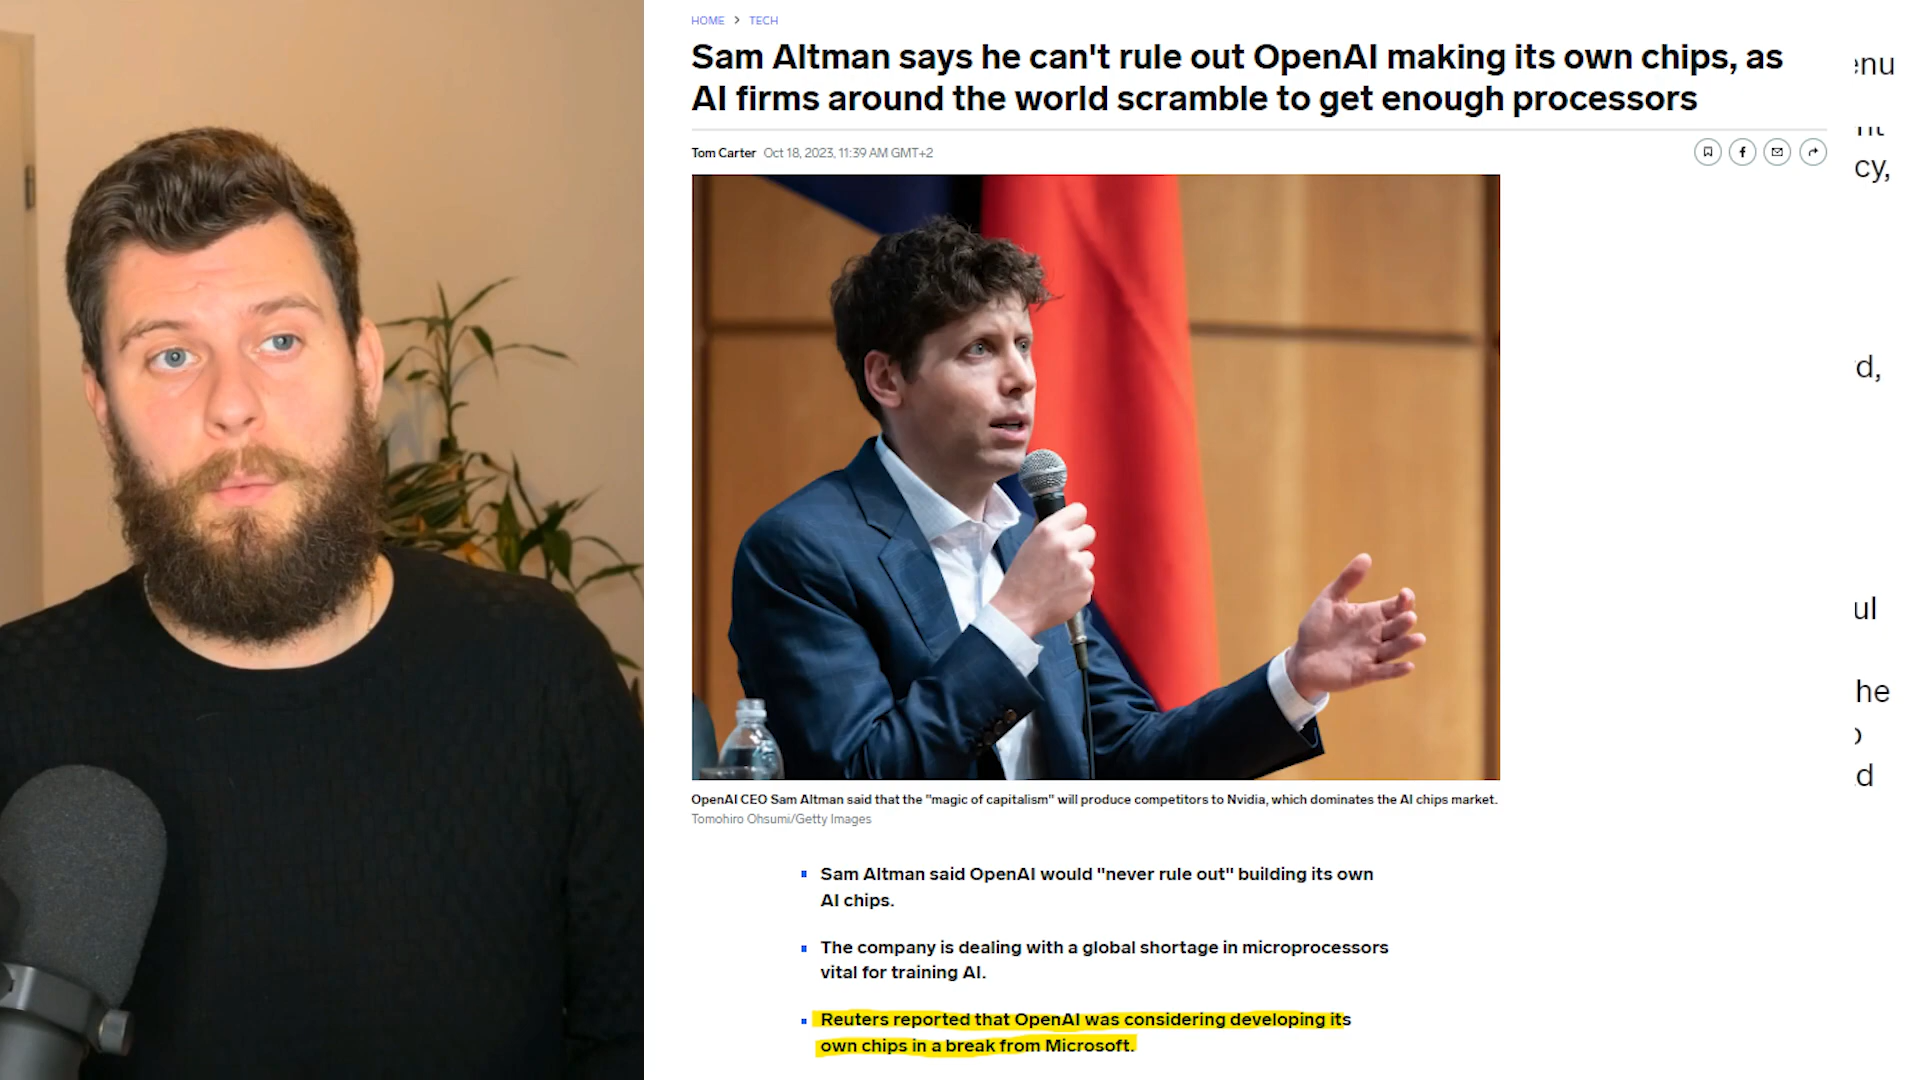 HOME > TECH
Sam Altman says he can't rule out OpenAI making its own chips, as
AI firms around the world scramble to get enough processors
Tom Carter Oct 18, 2023, 11:39 AM GMT+2
OpenAI CEO Sam Altman said that the "magic of capitalism" will produce competitors to Nvidia, which dominates the AI chips market.
Tomohiro Ohsumi/Getty Images
Sam Altman said OpenAI would "never rule out" building its own
AI chips.
The company is dealing with a global shortage in microprocessors
vital for training AI.
Reuters reported that OpenAI was considering developing its
own chips in a break from Microsoft.